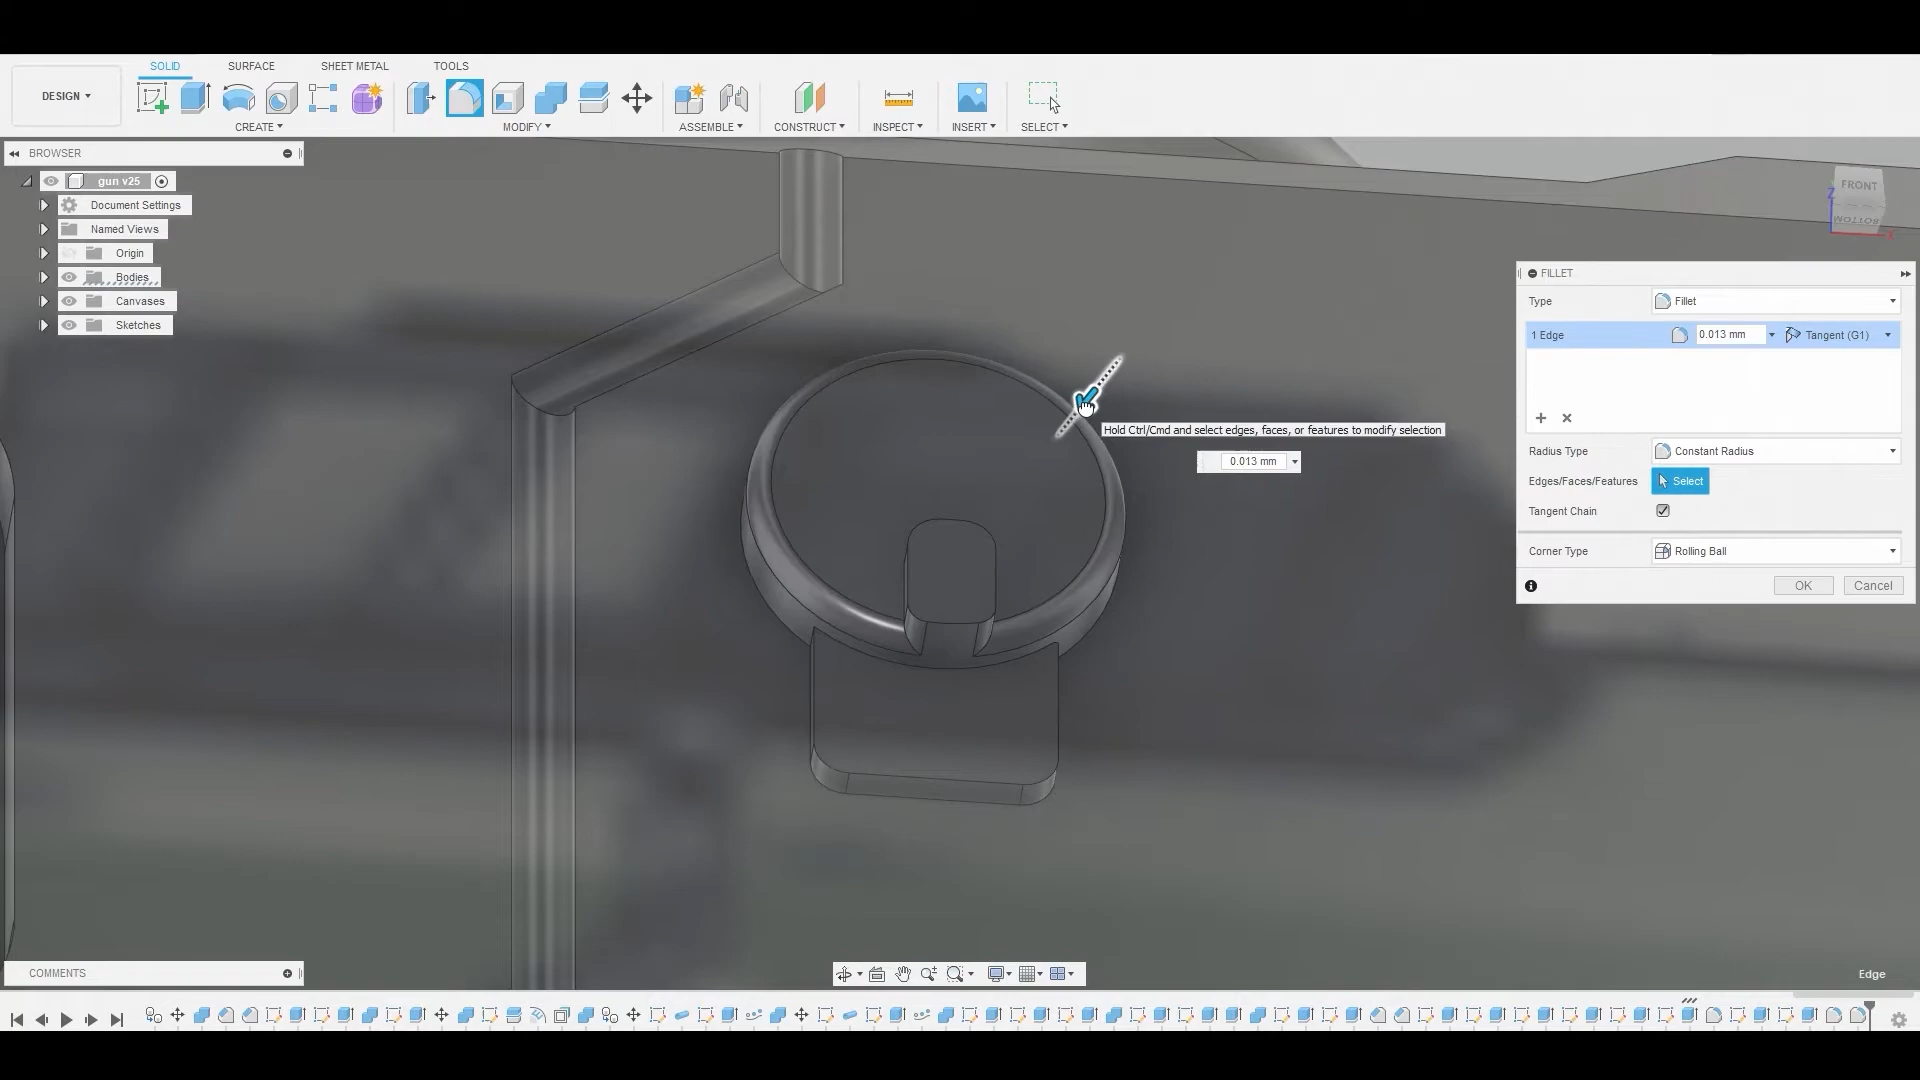 SOLID SURFACE SHEET METAL TOOLS
DESIGN
CREATE MODIFY ASSEMBLE CONSTRUCT INSPECT INSERT SELECT
BROWSER
gun v25
Document Settings
Named Views
Origin
Bodies
Canvases
Sketches
FRONT
BOTTOM
Z
X
FILLET
Type Fillet
1 Edge 0.013 mm Tangent (G1)
Radius Type Constant Radius
Edges/Faces/Features Select
Tangent Chain
Corner Type Rolling Ball
OK Cancel
Hold Ctrl/Cmd and select edges, faces, or features to modify selection
0.013 mm
COMMENTS
Edge